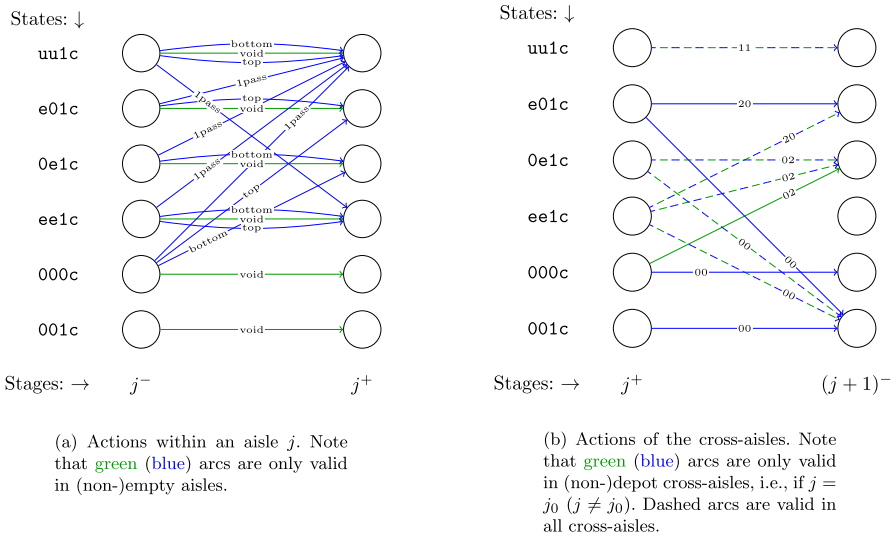 States: ↓
uu1c
e01c
0e1c
ee1c
000c
001c
bottom
void
top
1pass
top
void
1pass
1pass
bottom
void
1pass
1pass
top
bottom
void
top
bottom
void
void
Stages: → j⁻ j⁺
(a) Actions within an aisle j. Note
that green (blue) arcs are only valid
in (non-)empty aisles.
States: ↓
uu1c
e01c
0e1c
ee1c
000c
001c
11
20
20
02
02
02
00
00
00
00
00
Stages: → j⁺ (j + 1)⁻
(b) Actions of the cross-aisles. Note
that green (blue) arcs are only valid
in (non-)depot cross-aisles, i.e., if j =
j₀ (j ≠ j₀). Dashed arcs are valid in
all cross-aisles.